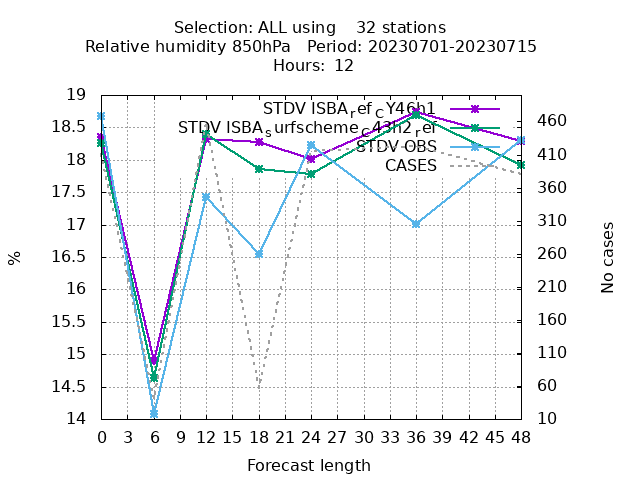 Selection: ALL using    32 stations
Relative humidity 850hPa   Period: 20230701-20230715
Hours: 12
STDV ISBAref_CY46h1
STDV ISBAsurfscheme_C43h2ref
STDV OBS
CASES
19
18.5
18
17.5
17
16.5
16
15.5
15
14.5
14
%
460
410
360
310
260
210
160
110
60
10
No cases
0 3 6 9 12 15 18 21 24 27 30 33 36 39 42 45 48
Forecast length